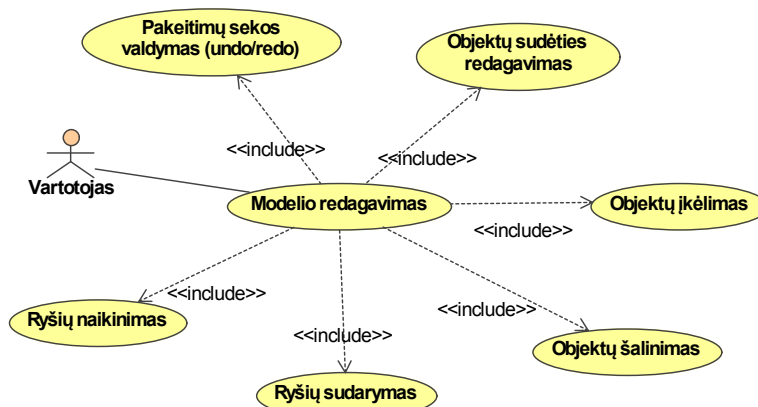 Pakeitimų sekos
valdymas (undo/redo)
Objektų sudėties
redagavimas
<<include>>
<<include>>
Vartotojas
Modelio redagavimas
Objektų įkėlimas
<<include>>
<<include>>
<<include>>
<<include>>
Ryšių naikinimas
Objektų šalinimas
Ryšių sudarymas